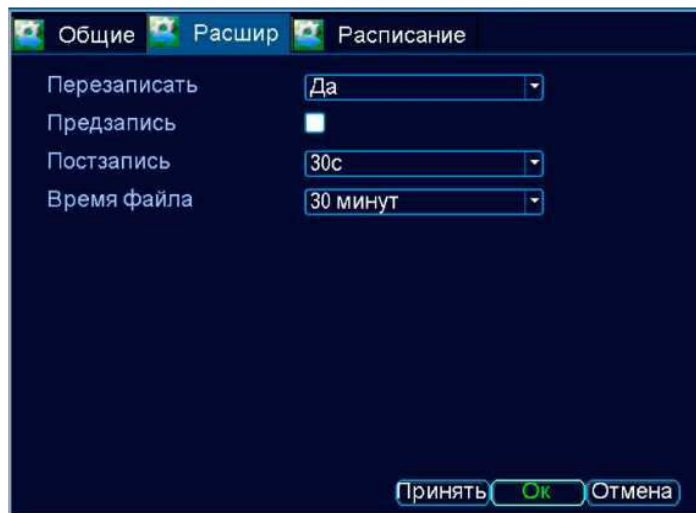 Общие Расшир Расписание
Перезаписать Да
Предзапись
Постзапись 30с
Время файла 30 минут
Принять Ок Отмена